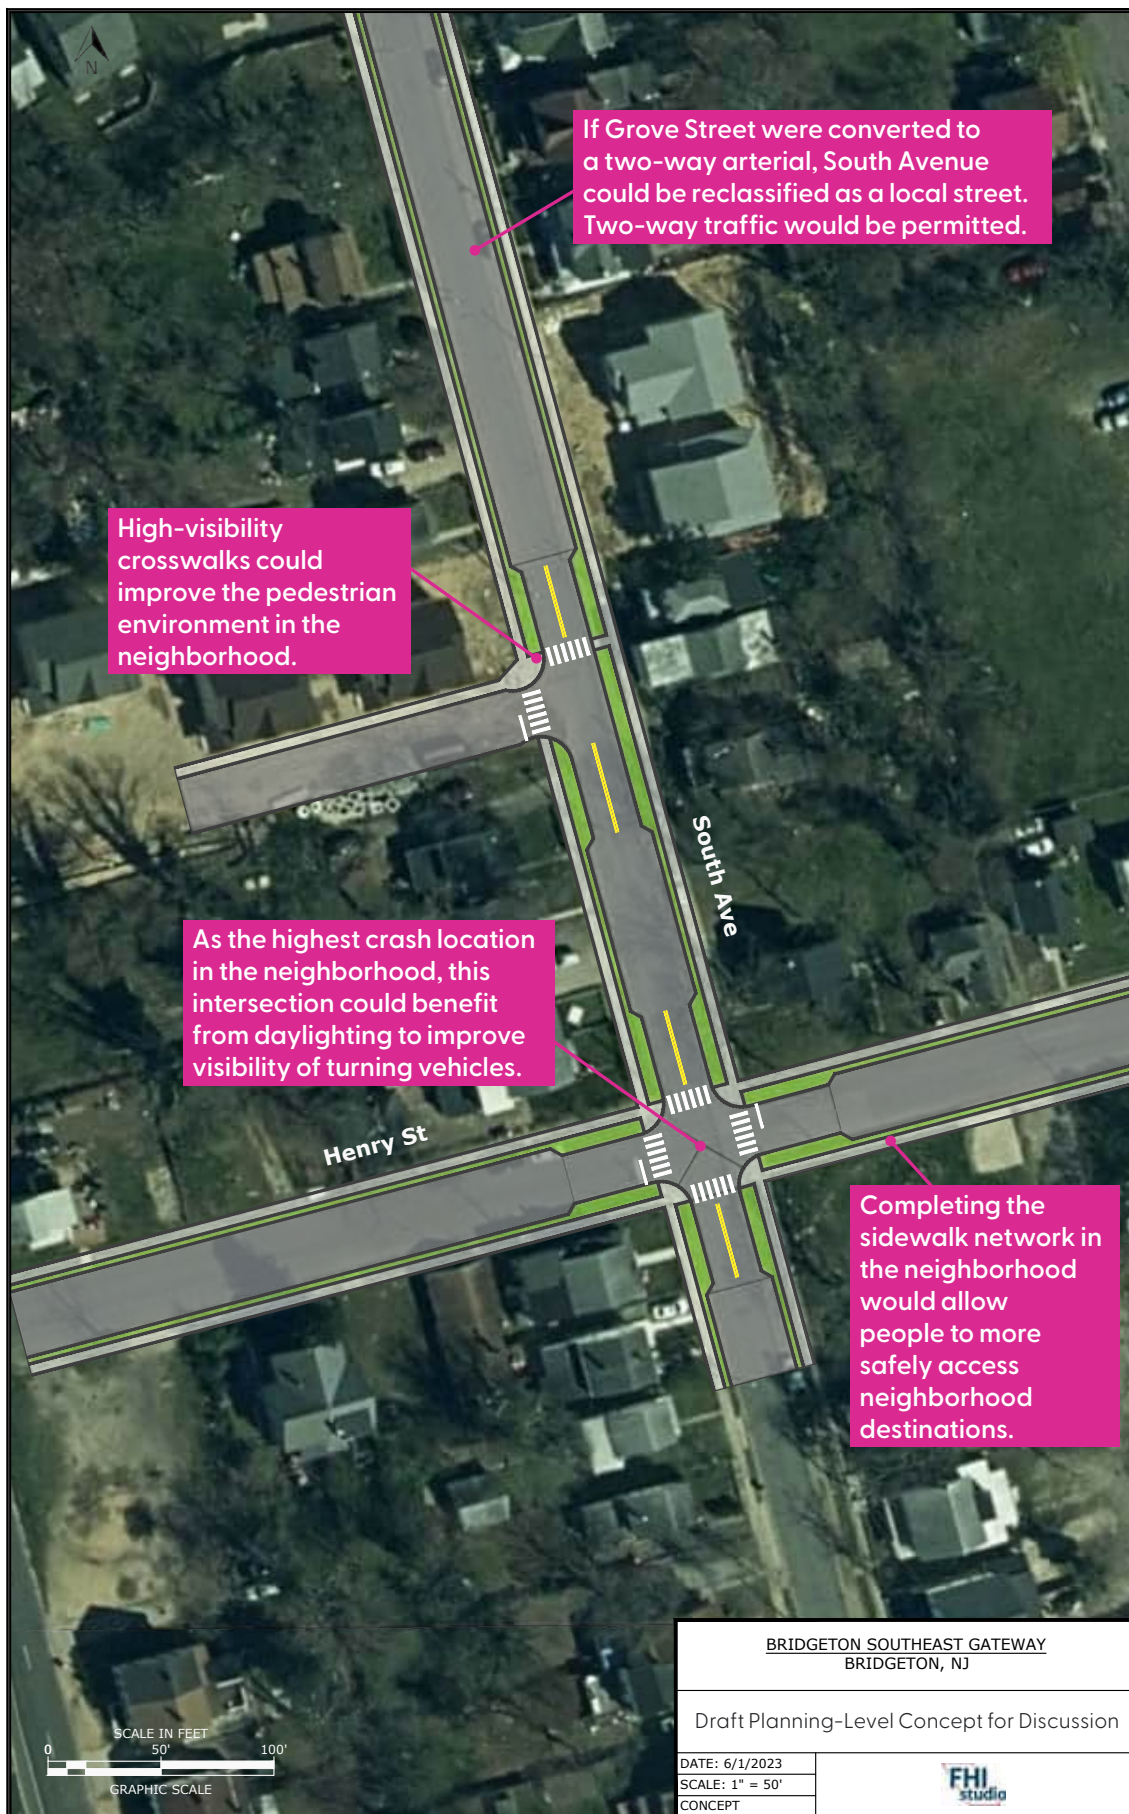 N
If Grove Street were converted to
a two-way arterial, South Avenue
could be reclassified as a local street.
Two-way traffic would be permitted.
High-visibility
crosswalks could
improve the pedestrian
environment in the
neighborhood.
South Ave
As the highest crash location
in the neighborhood, this
intersection could benefit
from daylighting to improve
visibility of turning vehicles.
Henry St
Completing the
sidewalk network in
the neighborhood
would allow
people to more
safely access
neighborhood
destinations.
SCALE IN FEET
0 50' 100'
GRAPHIC SCALE
BRIDGETON SOUTHEAST GATEWAY
BRIDGETON, NJ
Draft Planning-Level Concept for Discussion
DATE: 6/1/2023
SCALE: 1" = 50'
CONCEPT
FHI
studio